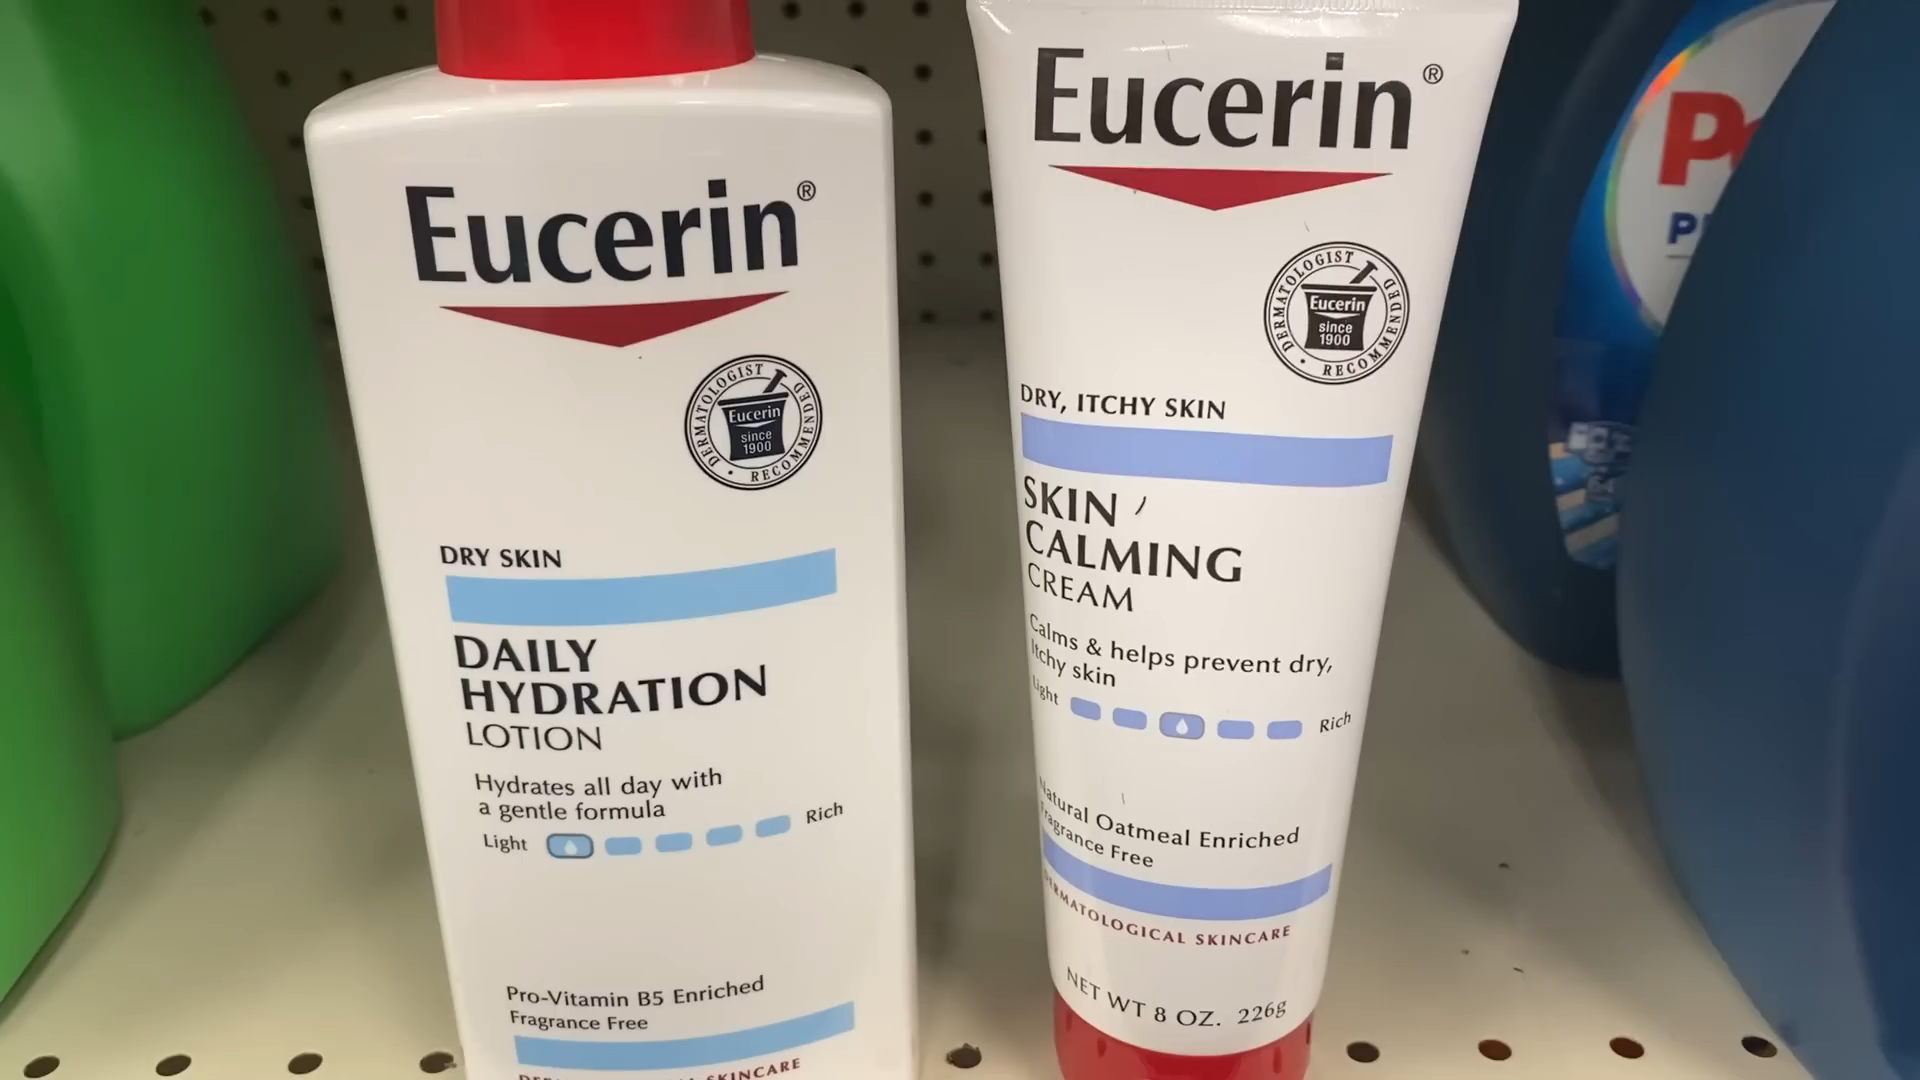 Eucerin®
DERMATOLOGIST RECOMMENDED
Eucerin
since
1900
DRY SKIN
DAILY
HYDRATION
LOTION
Hydrates all day with
a gentle formula
Light Rich
Pro-Vitamin B5 Enriched
Fragrance Free
SKINCARE
Eucerin®
DERMATOLOGIST RECOMMENDED
Eucerin
since
1900
DRY, ITCHY SKIN
SKIN
CALMING
CREAM
Calms & helps prevent dry,
itchy skin
Light Rich
Natural Oatmeal Enriched
Fragrance Free
DERMATOLOGICAL SKINCARE
NET WT 8 OZ. 226g